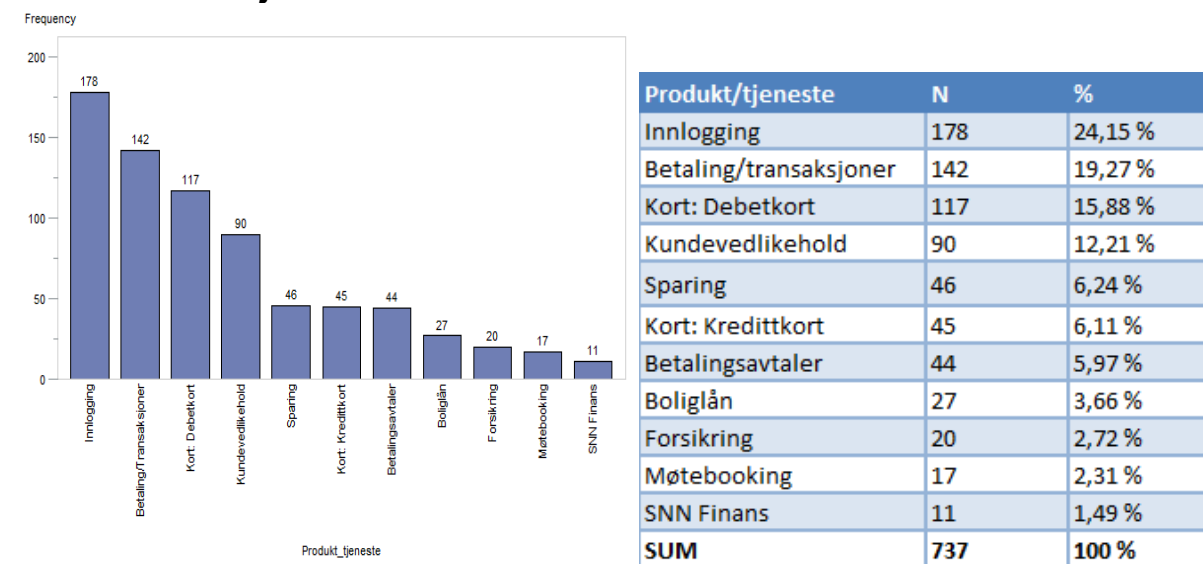 Frequency
200
150
100
50
0
178
142
117
90
46
45
44
27
20
17
11
Innlogging
Betaling/Transaksjoner
Kort: Debetkort
Kundevedlikehold
Sparing
Kort: Kredittkort
Betalingsavtaler
Boliglån
Forsikring
Møtebooking
SNN Finans
Produkt_tjeneste
Produkt/tjeneste N %
Innlogging 178 24,15 %
Betaling/transaksjoner 142 19,27 %
Kort: Debetkort 117 15,88 %
Kundevedlikehold 90 12,21 %
Sparing 46 6,24 %
Kort: Kredittkort 45 6,11 %
Betalingsavtaler 44 5,97 %
Boliglån 27 3,66 %
Forsikring 20 2,72 %
Møtebooking 17 2,31 %
SNN Finans 11 1,49 %
SUM 737 100 %